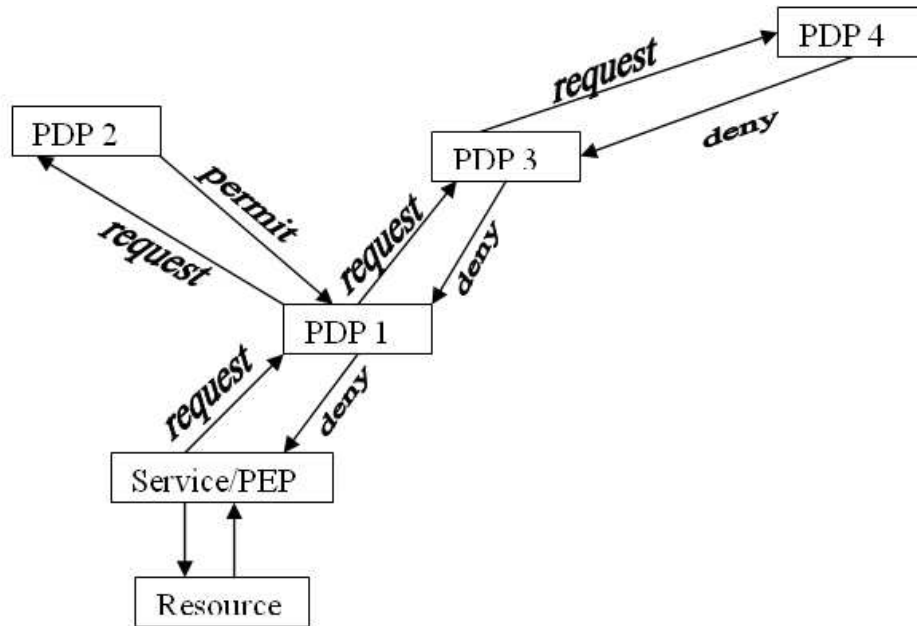 PDP 4
request
deny
PDP 2
PDP 3
permit
request
request
deny
PDP 1
request
deny
Service/PEP
Resource